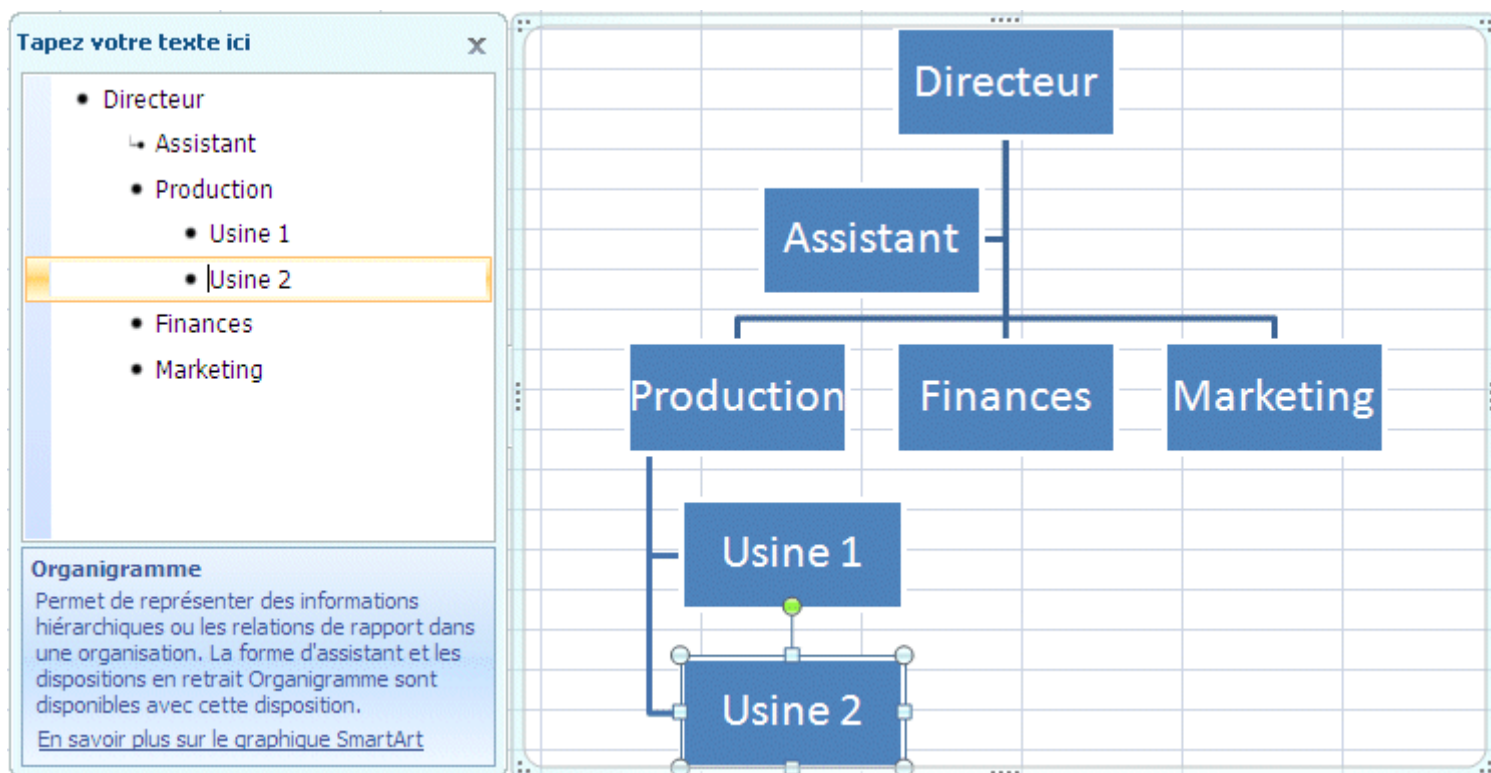 Tapez votre texte ici
Directeur
Assistant
Production
Usine 1
Usine 2
Finances
Marketing
Organigramme
Permet de représenter des informations
hiérarchiques ou les relations de rapport dans
une organisation. La forme d'assistant et les
dispositions en retrait Organigramme sont
disponibles avec cette disposition.
En savoir plus sur le graphique SmartArt
Directeur
Assistant
Production Finances Marketing
Usine 1
Usine 2